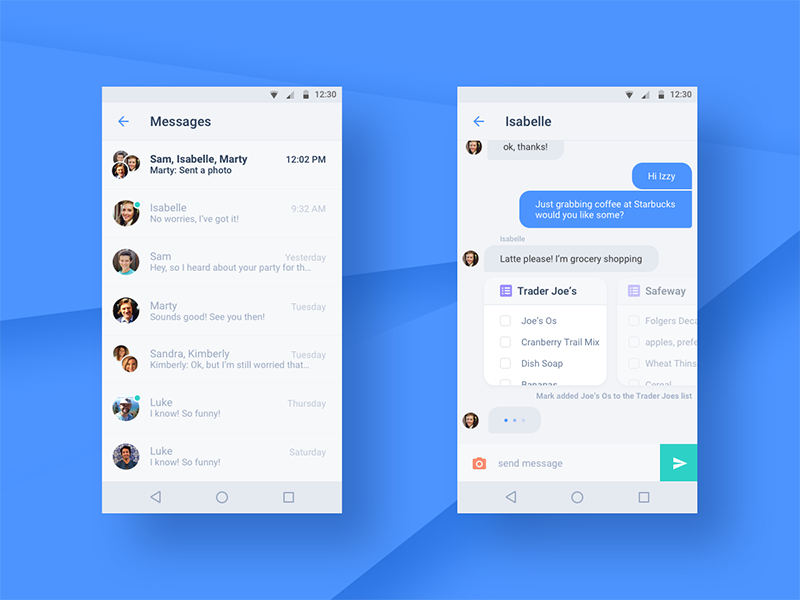 12:30
Messages
Sam, Isabelle, Marty 12:02 PM
Marty: Sent a photo
Isabelle 9:32 AM
No worries, I've got it!
Sam Yesterday
Hey, so I heard about your party for th...
Marty Tuesday
Sounds good! See you then!
Sandra, Kimberly Tuesday
Kimberly: Ok, but I'm still worried that...
Luke Thursday
I know! So funny!
Luke Saturday
I know! So funny!
12:30
Isabelle
ok, thanks!
Hi Izzy
Just grabbing coffee at Starbucks
would you like some?
Isabelle
Latte please! I'm grocery shopping
Trader Joe's
Joe's Os
Cranberry Trail Mix
Dish Soap
Bananas
Safeway
Folgers Deca
apples, prefe
Wheat Thins
Cereal
Mark added Joe's Os to the Trader Joes list
send message